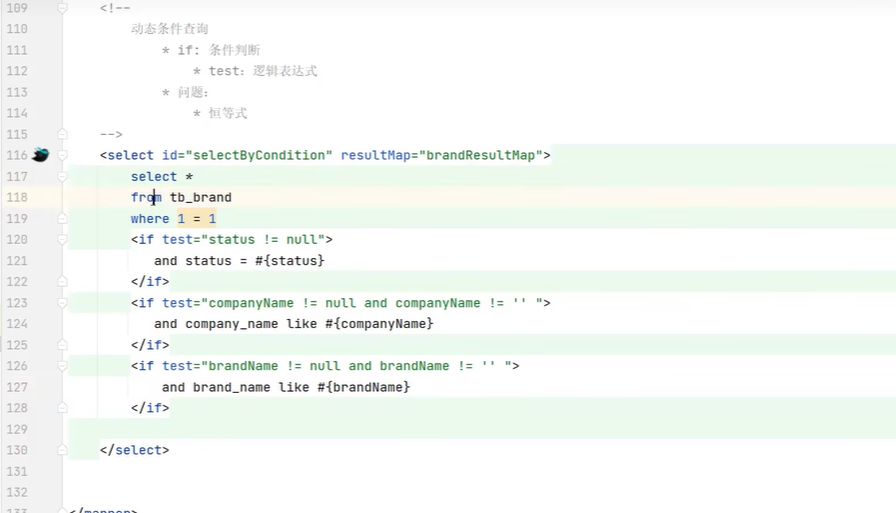 109 <!--
110 动态条件查询
111 * if: 条件判断
112 * test：逻辑表达式
113 * 问题：
114 * 恒等式
115 -->
116 <select id="selectByCondition" resultMap="brandResultMap">
117 select *
118 from tb_brand
119 where 1 = 1
120 <if test="status != null">
121 and status = #{status}
122 </if>
123 <if test="companyName != null and companyName != '' ">
124 and company_name like #{companyName}
125 </if>
126 <if test="brandName != null and brandName != '' ">
127 and brand_name like #{brandName}
128 </if>
129
130 </select>
131
132
133 </mapper>